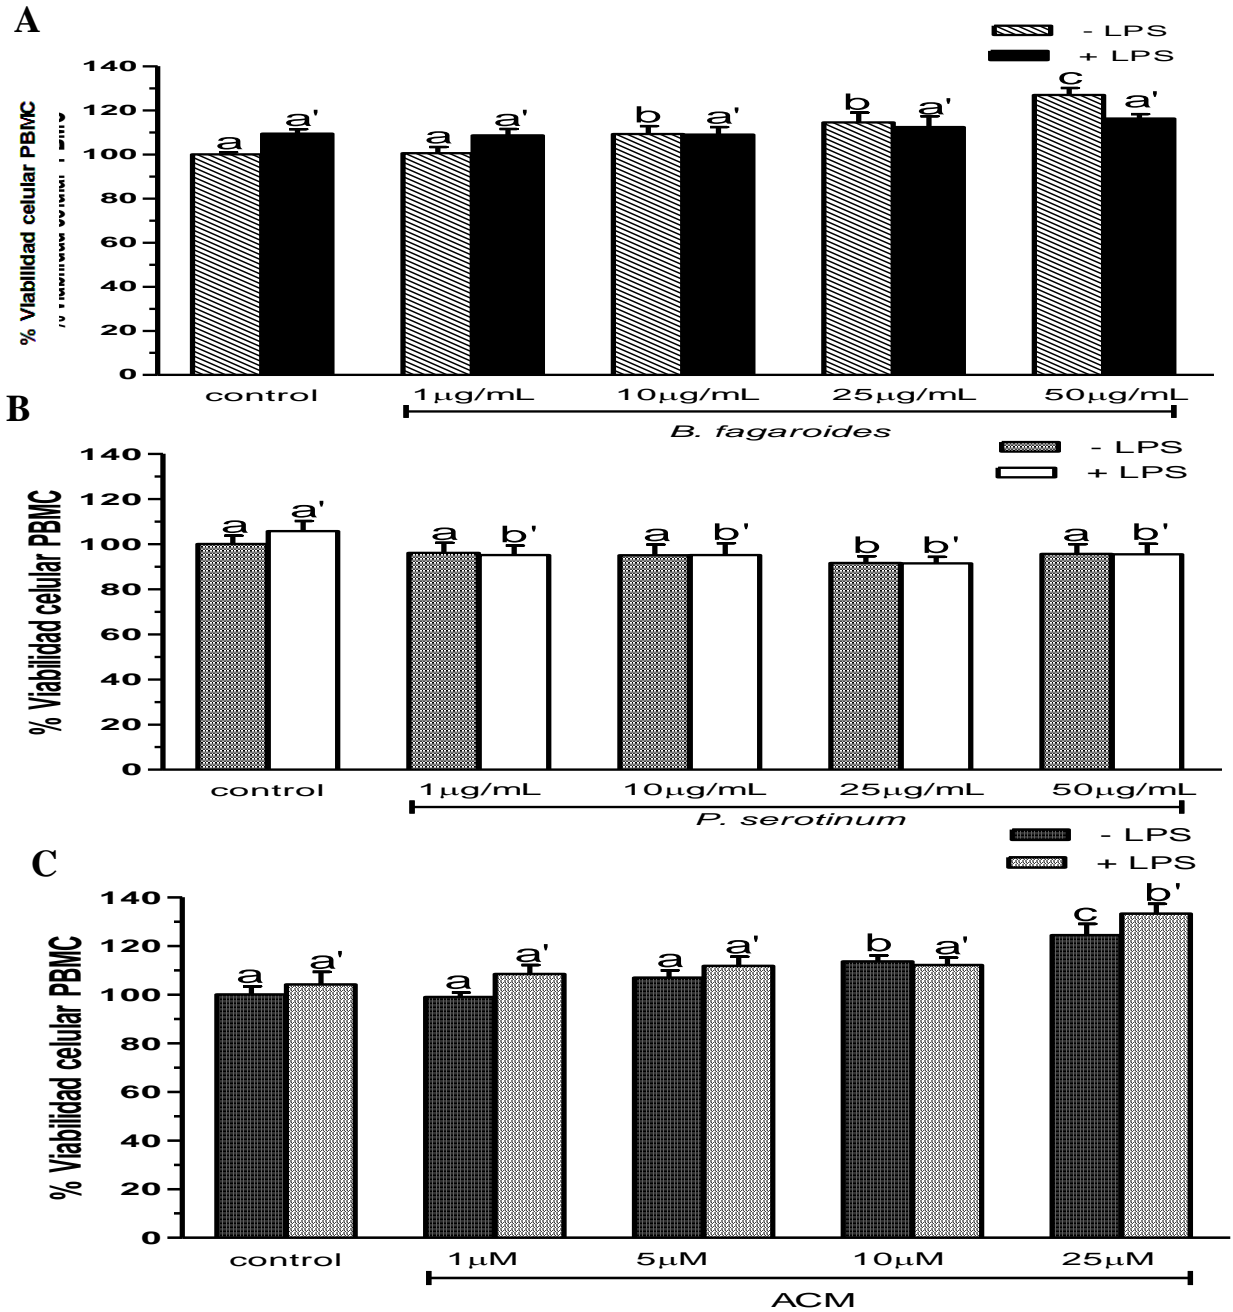 A
- LPS
+ LPS
% Viabilidad celular PBMC
140
120
100
80
60
40
20
0
a a' a a' b a' b a' c a'
control 1µg/mL 10µg/mL 25µg/mL 50µg/mL
B. fagaroides
B
- LPS
+ LPS
% Viabilidad celular PBMC
140
120
100
80
60
40
20
0
a a' a b' a b' b b' a b'
control 1µg/mL 10µg/mL 25µg/mL 50µg/mL
P. serotinum
C
- LPS
+ LPS
% Viabilidad celular PBMC
140
120
100
80
60
40
20
0
a a' a a' a a' b a' c b'
control 1µM 5µM 10µM 25µM
ACM